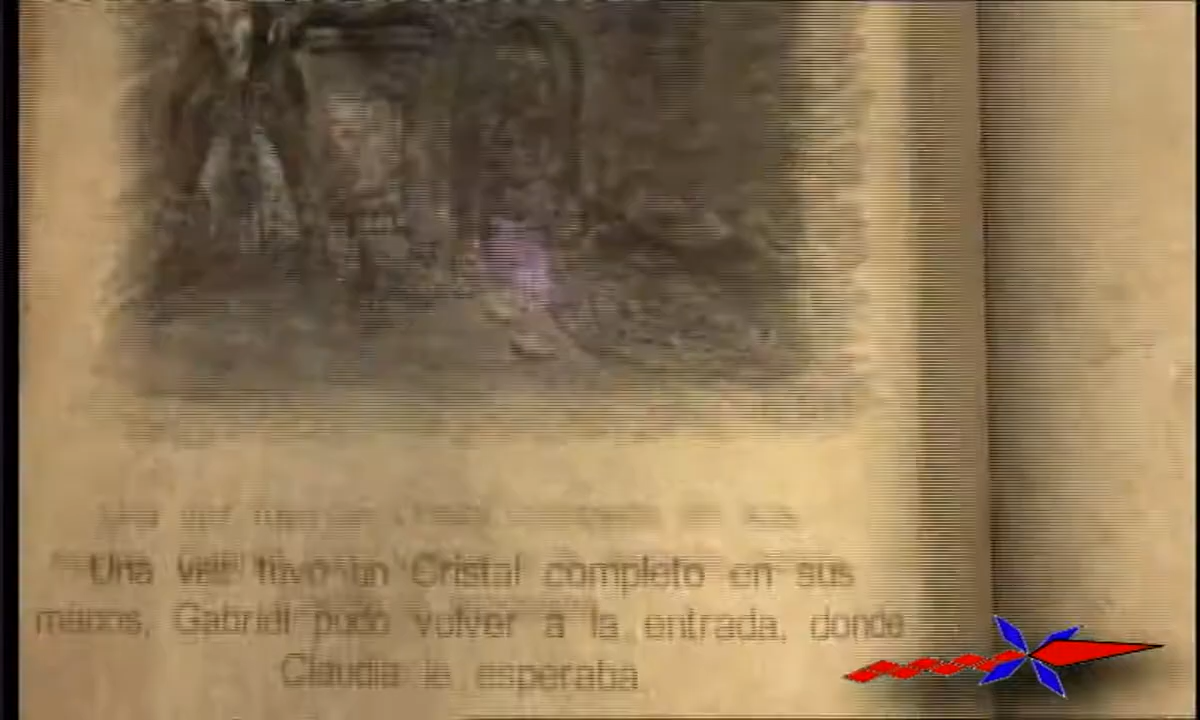 Una vez tuvo un Cristal completo en sus
manos, Gabriel pudo volver a la entrada, donde
Claudia le esperaba